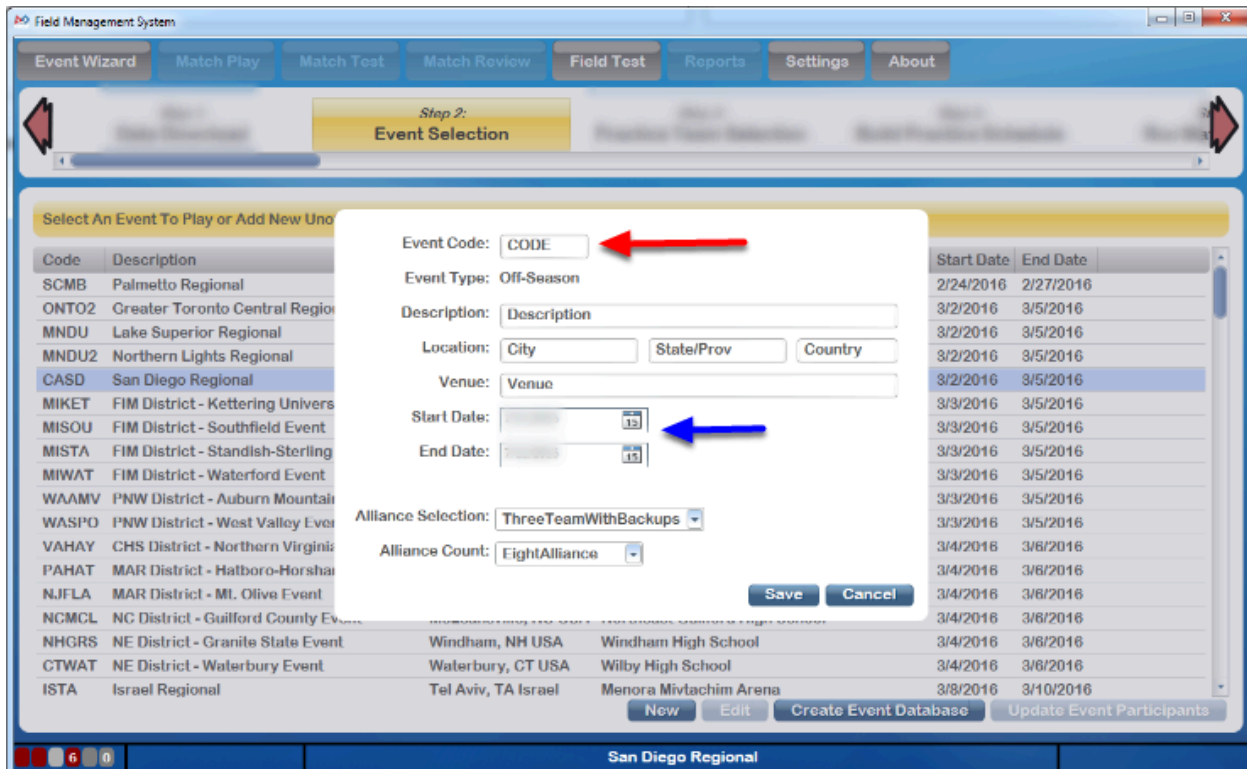 Field Management System
Event Wizard Match Play Match Test Match Review Field Test Reports Settings About
Step 2:
Event Selection
Select An Event To Play or Add New
Event Code: CODE
Event Type: Off-Season
Description: Description
Location: City State/Prov Country
Venue: Venue
Start Date: 15
End Date: 15
Alliance Selection: ThreeTeamWithBackups
Alliance Count: EightAlliance
Save Cancel
Code Description Start Date End Date
SCMB Palmetto Regional 2/24/2016 2/27/2016
ONTO2 Greater Toronto Central 3/2/2016 3/5/2016
MNDU Lake Superior Regional 3/2/2016 3/5/2016
MNDU2 Northern Lights Regional 3/2/2016 3/5/2016
CASD San Diego Regional 3/2/2016 3/5/2016
MIKET FIM District - Kettering 3/3/2016 3/5/2016
MISOU FIM District - Southfield Event 3/3/2016 3/5/2016
MISTA FIM District - Standish-Sterling 3/3/2016 3/5/2016
MIWAT FIM District - Waterford Event 3/3/2016 3/5/2016
WAAMV PNW District - Auburn 3/3/2016 3/5/2016
WASPO PNW District - West Valley 3/3/2016 3/5/2016
VAHAY CHS District - Northern 3/4/2016 3/6/2016
PAHAT MAR District - 3/4/2016 3/6/2016
NJFLA MAR District - Mt. Olive Event 3/4/2016 3/6/2016
NCMCL NC District - Guilford County 3/4/2016 3/6/2016
NHGRS NE District - Granite State Event Windham, NH USA Windham High School 3/4/2016 3/6/2016
CTWAT NE District - Waterbury Event Waterbury, CT USA Wilby High School 3/4/2016 3/6/2016
ISTA Israel Regional Tel Aviv, TA Israel Menora Mivtachim Arena 3/8/2016 3/10/2016
New Edit Create Event Database Update Event Participants
6 0 San Diego Regional